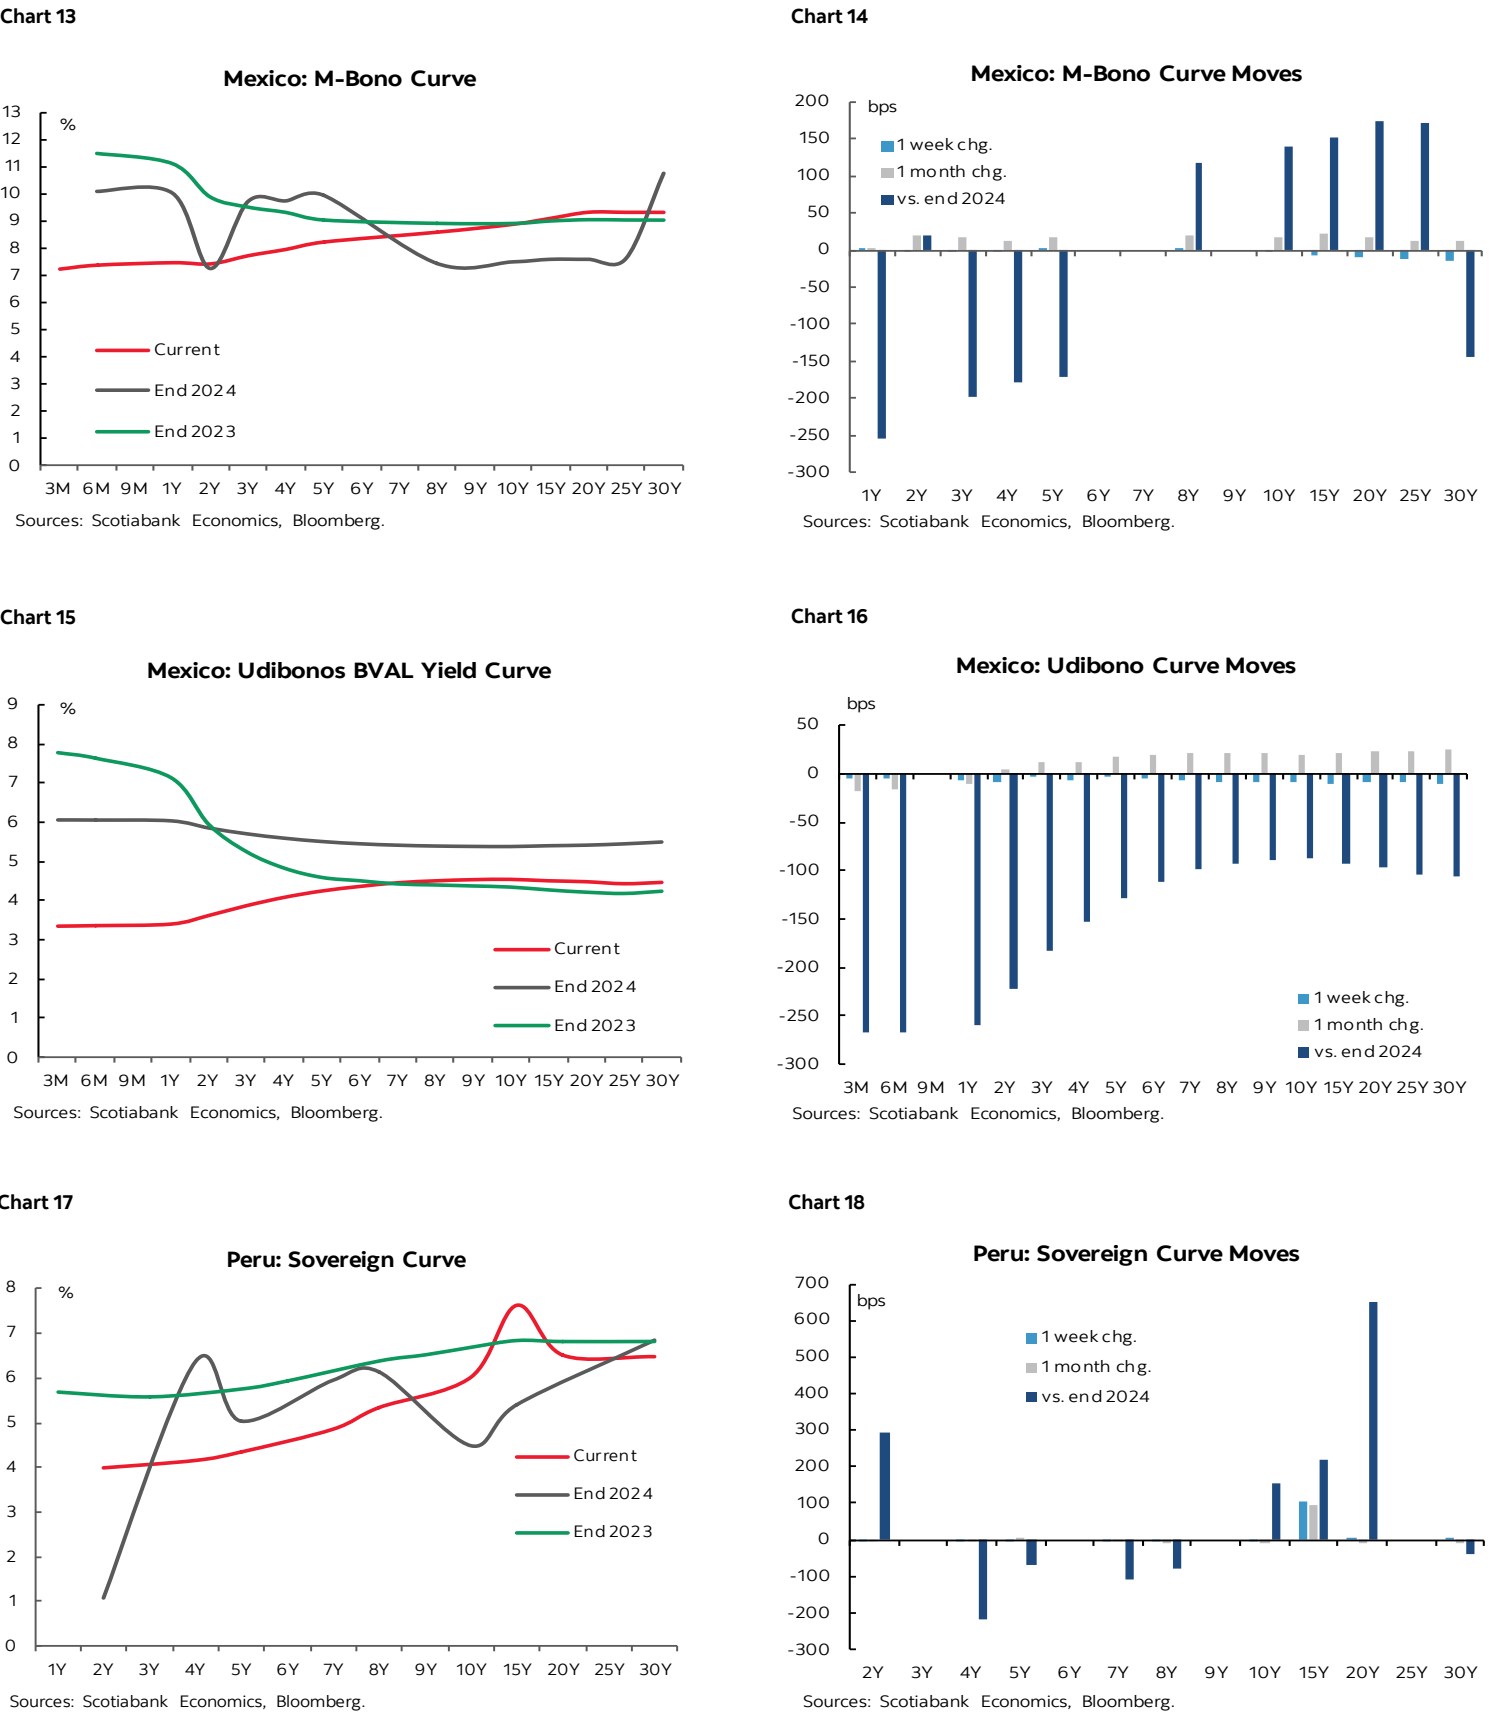 Chart 13
Mexico: M-Bono Curve
%
13
12
11
10
9
8
7
6
5
4
3
2
1
0
Current
End 2024
End 2023
3M 6M 9M 1Y 2Y 3Y 4Y 5Y 6Y 7Y 8Y 9Y 10Y 15Y 20Y 25Y 30Y
Sources: Scotiabank Economics, Bloomberg.
Chart 14
Mexico: M-Bono Curve Moves
bps
200
150
100
50
0
-50
-100
-150
-200
-250
-300
1 week chg.
1 month chg.
vs. end 2024
1Y 2Y 3Y 4Y 5Y 6Y 7Y 8Y 9Y 10Y 15Y 20Y 25Y 30Y
Sources: Scotiabank Economics, Bloomberg.
Chart 15
Mexico: Udibonos BVAL Yield Curve
%
9
8
7
6
5
4
3
2
1
0
Current
End 2024
End 2023
3M 6M 9M 1Y 2Y 3Y 4Y 5Y 6Y 7Y 8Y 9Y 10Y 15Y 20Y 25Y 30Y
Sources: Scotiabank Economics, Bloomberg.
Chart 16
Mexico: Udibono Curve Moves
bps
50
0
-50
-100
-150
-200
-250
-300
1 week chg.
1 month chg.
vs. end 2024
3M 6M 9M 1Y 2Y 3Y 4Y 5Y 6Y 7Y 8Y 9Y 10Y 15Y 20Y 25Y 30Y
Sources: Scotiabank Economics, Bloomberg.
Chart 17
Peru: Sovereign Curve
%
8
7
6
5
4
3
2
1
0
Current
End 2024
End 2023
1Y 2Y 3Y 4Y 5Y 6Y 7Y 8Y 9Y 10Y 15Y 20Y 25Y 30Y
Sources: Scotiabank Economics, Bloomberg.
Chart 18
Peru: Sovereign Curve Moves
bps
700
600
500
400
300
200
100
0
-100
-200
-300
1 week chg.
1 month chg.
vs. end 2024
2Y 3Y 4Y 5Y 6Y 7Y 8Y 9Y 10Y 15Y 20Y 25Y 30Y
Sources: Scotiabank Economics, Bloomberg.